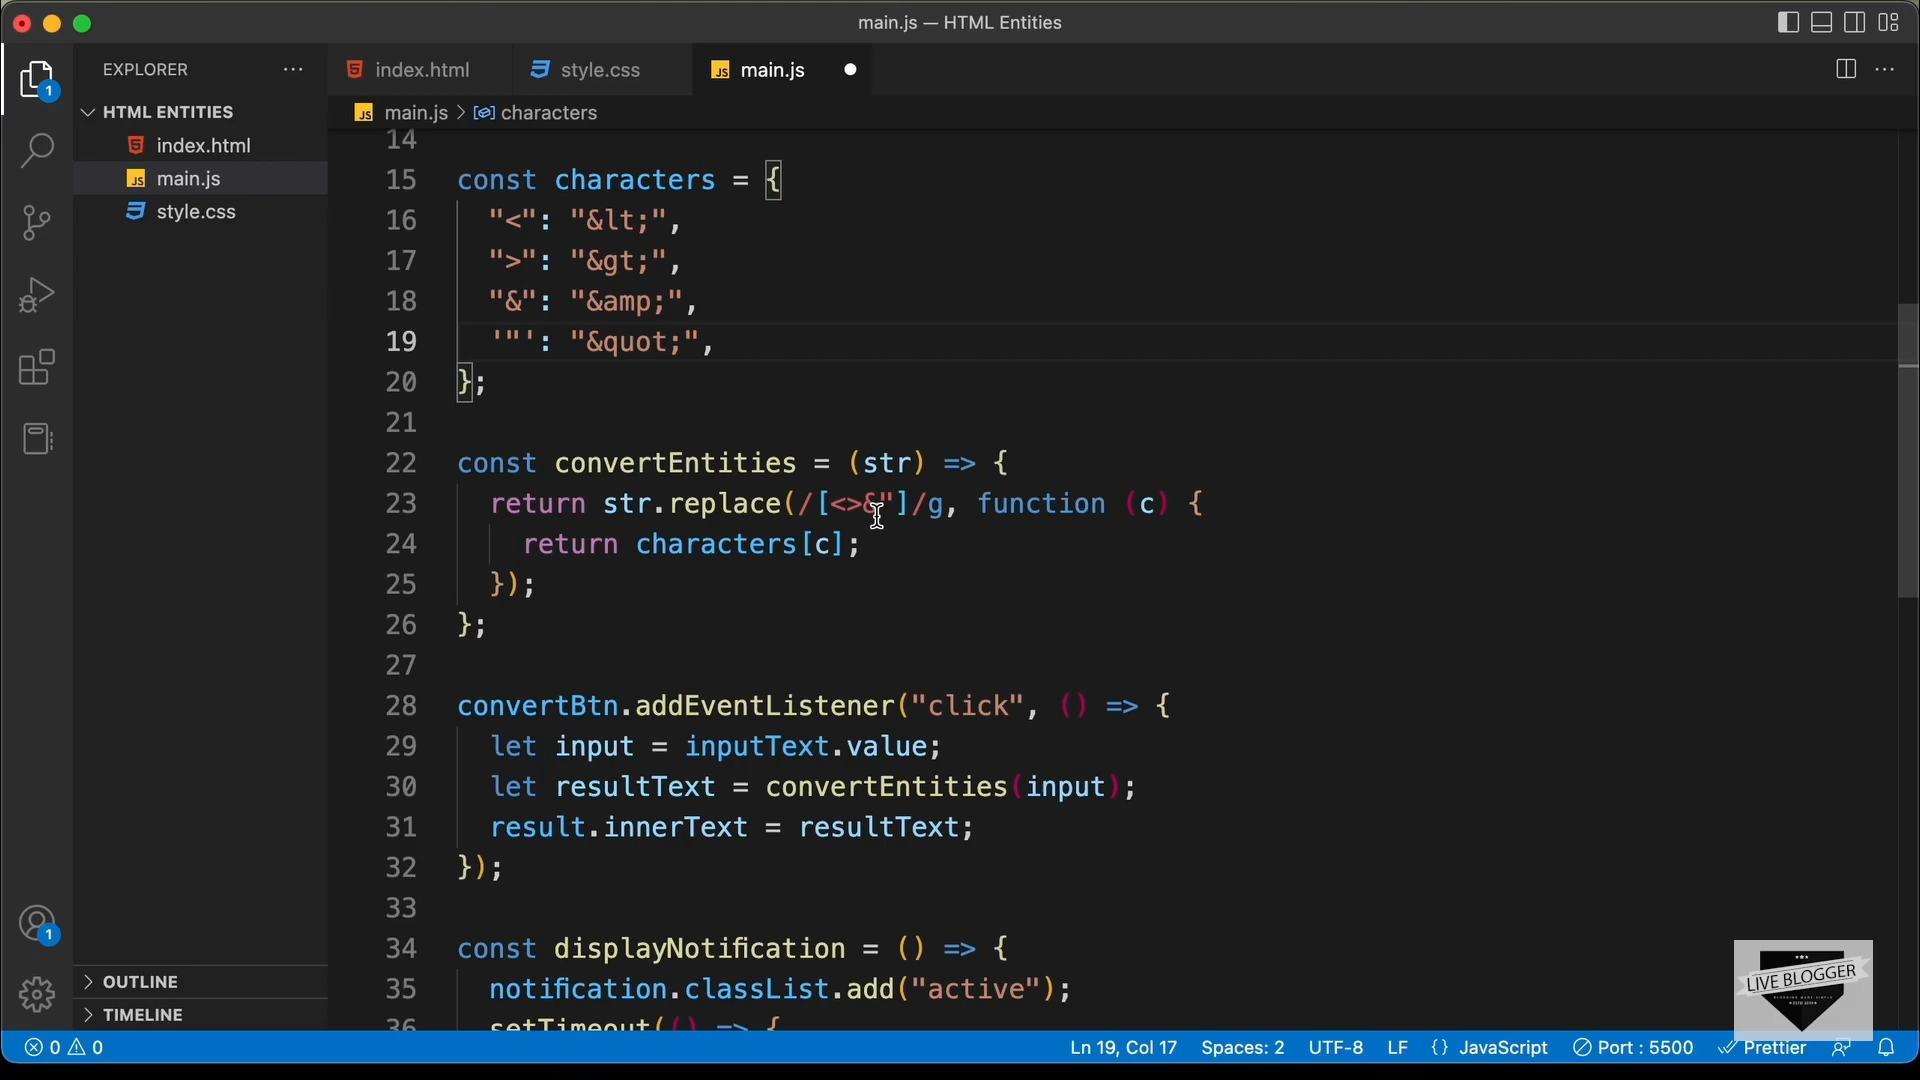 main.js — HTML Entities
EXPLORER
index.html
style.css
main.js
HTML ENTITIES
main.js > characters
index.html
main.js
style.css
14
15 const characters = {
16 "<": "&lt;",
17 ">": "&gt;",
18 "&": "&amp;",
19 '"': "&quot;",
20 };
21
22 const convertEntities = (str) => {
23 return str.replace(/[<>&"]/g, function (c) {
24 return characters[c];
25 });
26 };
27
28 convertBtn.addEventListener("click", () => {
29 let input = inputText.value;
30 let resultText = convertEntities(input);
31 result.innerText = resultText;
32 });
33
34 const displayNotification = () => {
35 notification.classList.add("active");
36 setTimeout(() => {
1
1
OUTLINE
TIMELINE
LIVE BLOGGER
0 0 Ln 19, Col 17 Spaces: 2 UTF-8 LF {} JavaScript Port : 5500 Prettier